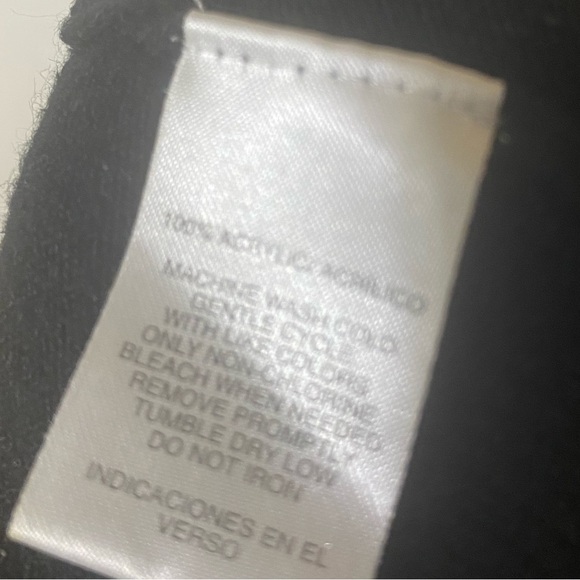 100% ACRYLIC/ ACRILICO
MACHINE WASH COLD
GENTLE CYCLE
WITH LIKE COLORS
ONLY NON-CHLORINE
BLEACH WHEN NEEDED
REMOVE PROMPTLY
TUMBLE DRY LOW
DO NOT IRON
INDICACIONES EN EL
VERSO